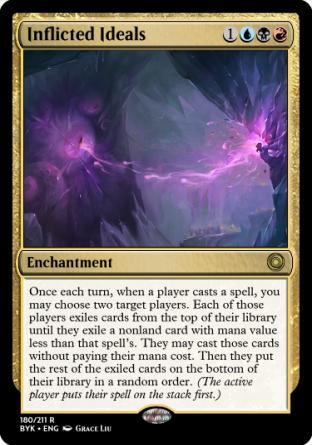 Inflicted Ideals 1
Enchantment
Once each turn, when a player casts a spell, you
may choose two target players. Each of those
players exiles cards from the top of their library
until they exile a nonland card with mana value
less than that spell's. They may cast those cards
without paying their mana cost. Then they put
the rest of the exiled cards on the bottom of
their library in a random order. (The active
player puts their spell on the stack first.)
180/211 R
BYK • ENG GRACE LIU